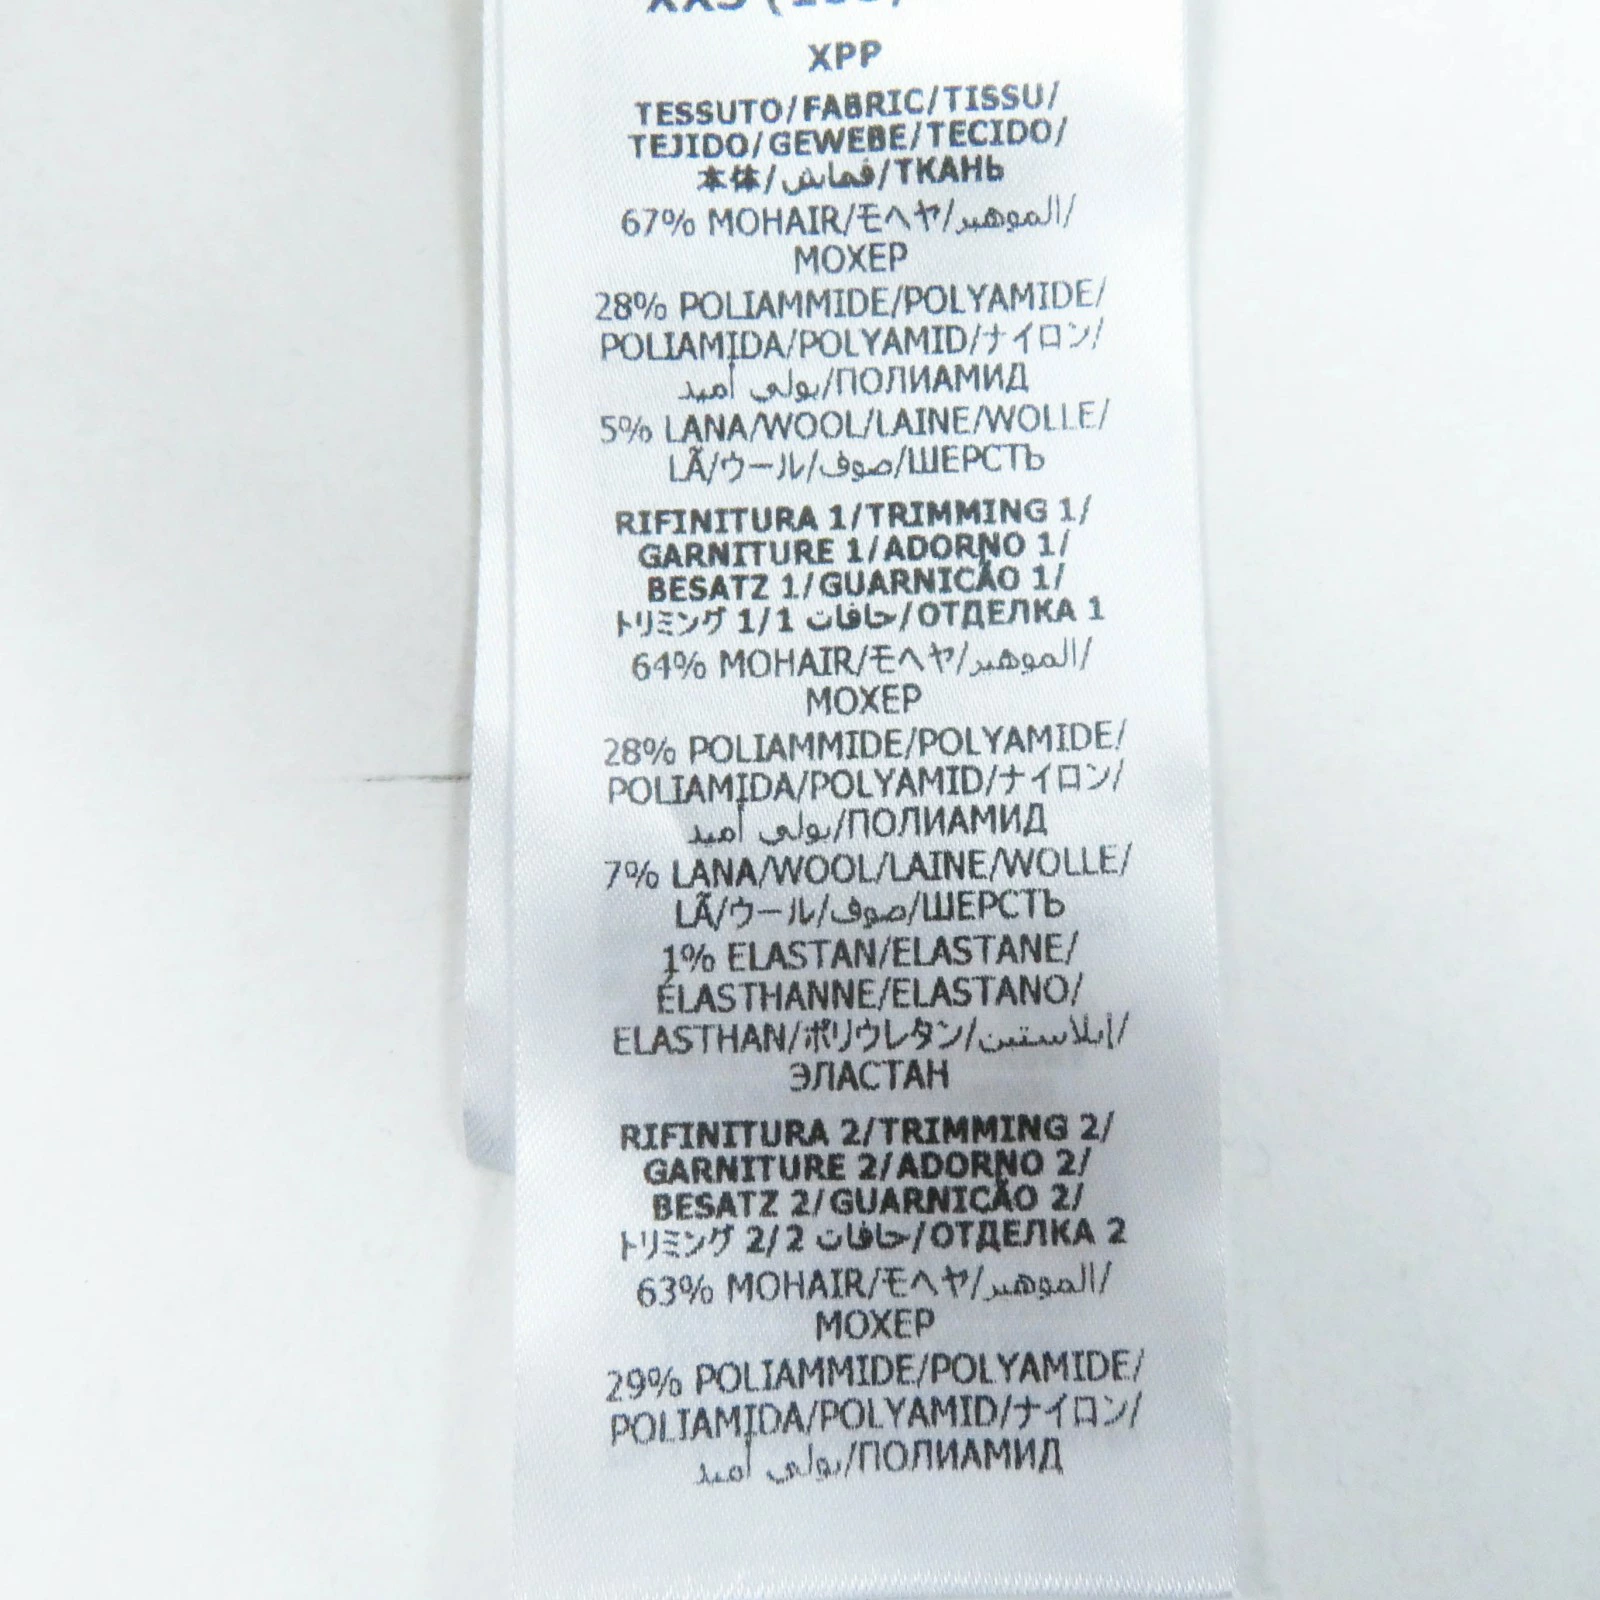 XPP
TESSUTO/FABRIC/TISSU/
TEJIDO/GEWEBE/TECIDO/
本体/قماش/ТКАНЬ
67% MOHAIR/モヘヤ/الموهير/
МОХЕР
28% POLIAMMIDE/POLYAMIDE/
POLIAMIDA/POLYAMID/ナイロン/
بولي أميد/ПОЛИАМИД
5% LANA/WOOL/LAINE/WOLLE/
LÃ/ウール/صوف/ШЕРСТЬ
RIFINITURA 1/TRIMMING 1/
GARNITURE 1/ADORNO 1/
BESATZ 1/GUARNICÃO 1/
トリミング 1/1 حافات/ОТДЕЛКА 1
64% MOHAIR/モヘヤ/الموهير/
МОХЕР
28% POLIAMMIDE/POLYAMIDE/
POLIAMIDA/POLYAMID/ナイロン/
بولي أميد/ПОЛИАМИД
7% LANA/WOOL/LAINE/WOLLE/
LÃ/ウール/صوف/ШЕРСТЬ
1% ELASTAN/ELASTANE/
ÉLASTHANNE/ELASTANO/
ELASTHAN/ポリウレタン/إيلاستين/
ЭЛАСТАН
RIFINITURA 2/TRIMMING 2/
GARNITURE 2/ADORNO 2/
BESATZ 2/GUARNICÃO 2/
トリミング 2/2 حافات/ОТДЕЛКА 2
63% MOHAIR/モヘヤ/الموهير/
МОХЕР
29% POLIAMMIDE/POLYAMIDE/
POLIAMIDA/POLYAMID/ナイロン/
بولي أميد/ПОЛИАМИД